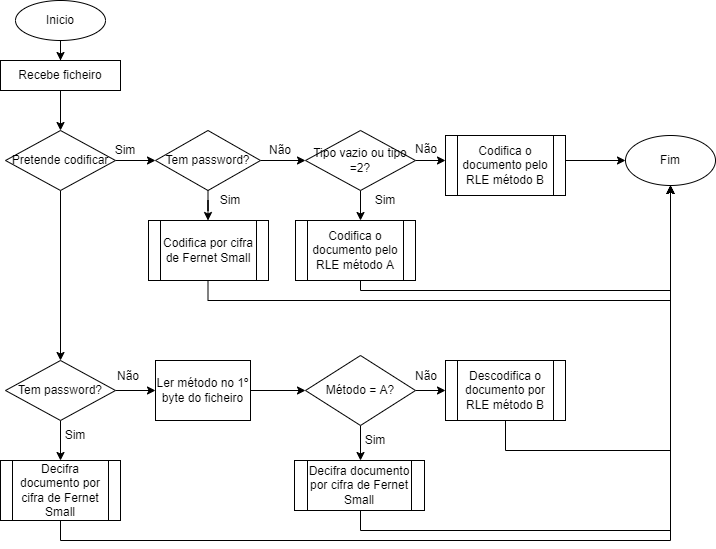 Inicio
Recebe ficheiro
Pretende codificar
Sim
Tem password?
Não
Tipo vazio ou tipo
=2?
Não
Codifica o
documento pelo
RLE método B
Fim
Sim
Codifica por cifra
de Fernet Small
Sim
Codifica o
documento pelo
RLE método A
Tem password?
Não
Ler método no 1º
byte do ficheiro
Método = A?
Não
Descodifica o
documento por
RLE método B
Sim
Decifra
documento por
cifra de Fernet
Small
Sim
Decifra documento
por cifra de Fernet
Small